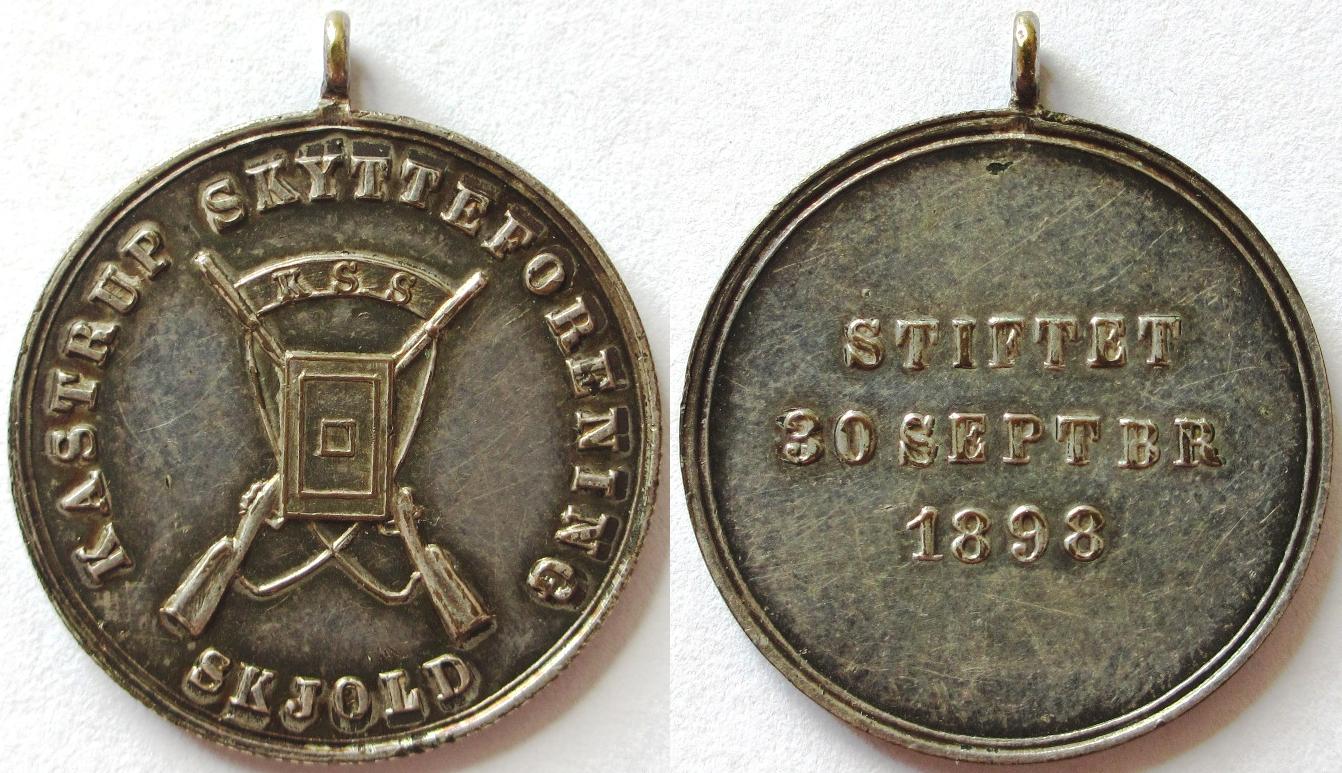 KASTRUP SKYTTEFORENING
K S S
SKJOLD
STIFTET
30 SEPTBR
1898